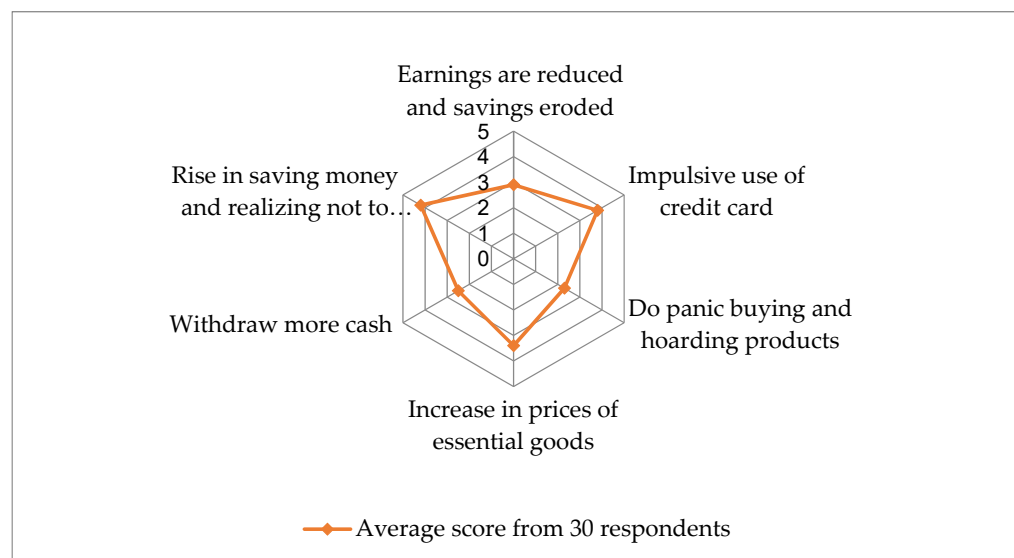 Earnings are reduced
and savings eroded
5
4
3
2
1
0
Impulsive use of
credit card
Do panic buying and
hoarding products
Increase in prices of
essential goods
Withdraw more cash
Rise in saving money
and realizing not to…
Average score from 30 respondents